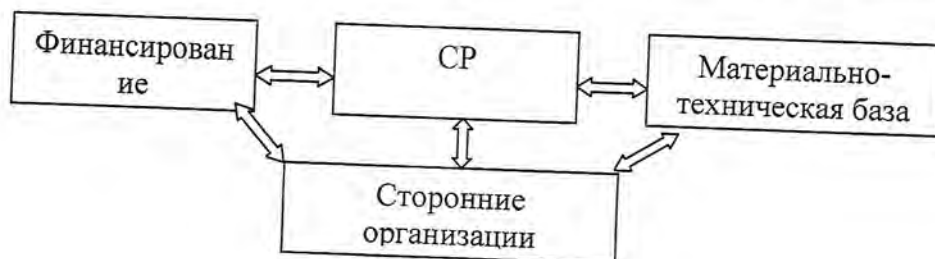 Финансирован
ие
СР
Материально-
техническая база
Сторонние
организации